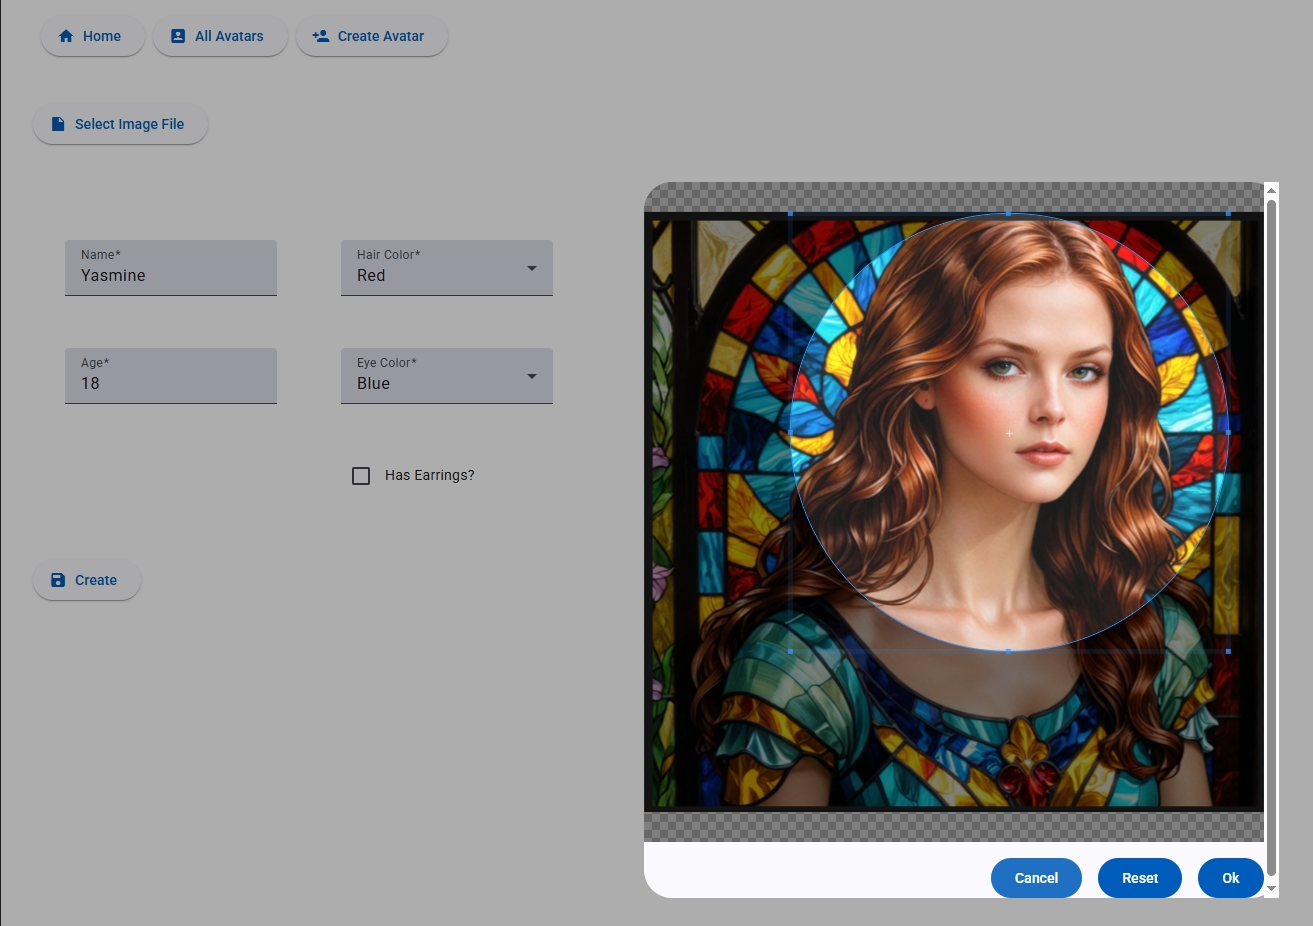 Home
All Avatars
Create Avatar
Select Image File
Name*
Yasmine
Hair Color*
Red
Age*
18
Eye Color*
Blue
Has Earrings?
Create
Cancel
Reset
Ok